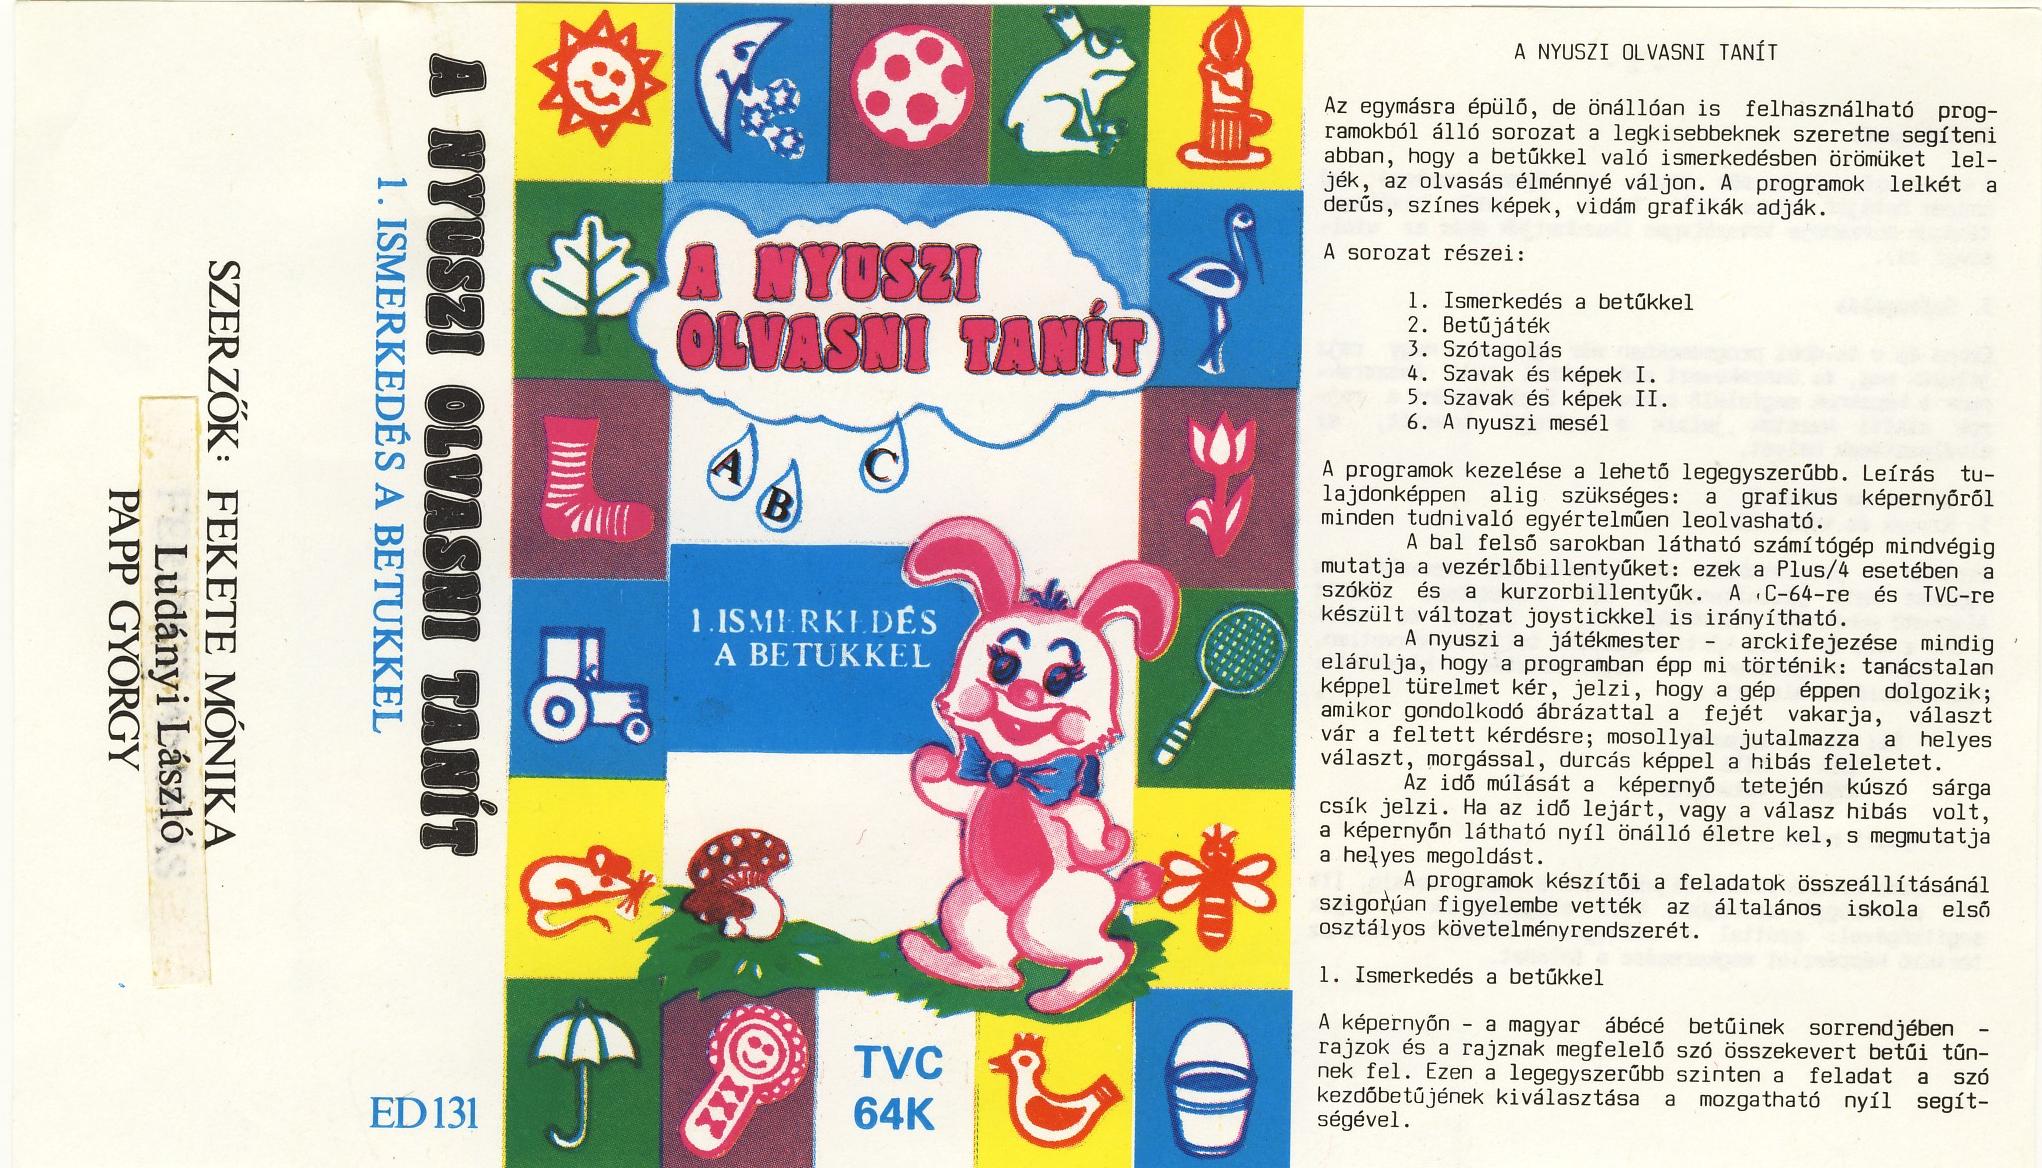 SZERZŐK: FEKETE MÓNIKA
Ludányi László
PAPP GYÖRGY
A NYUSZI OLVASNI TANÍT
1. ISMERKEDÉS A BETUKKEL
ED 131
A NYUSZI
OLVASNI TANÍT
A
B
C
1. ISMERKEDÉS
A BETUKKEL
TVC
64K
A NYUSZI OLVASNI TANÍT
Az egymásra épülő, de önállóan is felhasználható prog-
ramokból álló sorozat a legkisebbeknek szeretne segíteni
abban, hogy a betűkkel való ismerkedésben örömüket lel-
jék, az olvasás élménnyé váljon. A programok lelkét a
derűs, színes képek, vidám grafikák adják.
A sorozat részei:
1. Ismerkedés a betűkkel
2. Betűjáték
3. Szótagolás
4. Szavak és képek I.
5. Szavak és képek II.
6. A nyuszi mesél
A programok kezelése a lehető legegyszerűbb. Leírás tu-
lajdonképpen alig szükséges: a grafikus képernyőről
minden tudnivaló egyértelműen leolvasható.
A bal felső sarokban látható számítógép mindvégig
mutatja a vezérlőbillentyűket: ezek a Plus/4 esetében a
szóköz és a kurzorbillentyűk. A C-64-re és TVC-re
készült változat joystickkel is irányítható.
A nyuszi a játékmester - arckifejezése mindig
elárulja, hogy a programban épp mi történik: tanácstalan
képpel türelmet kér, jelzi, hogy a gép éppen dolgozik;
amikor gondolkodó ábrázattal a fejét vakarja, választ
vár a feltett kérdésre; mosollyal jutalmazza a helyes
választ, morgással, durcás képpel a hibás feleletet.
Az idő múlását a képernyő tetején kúszó sárga
csík jelzi. Ha az idő lejárt, vagy a válasz hibás volt,
a képernyőn látható nyíl önálló életre kel, s megmutatja
a helyes megoldást.
A programok készítői a feladatok összeállításánál
szigorúan figyelembe vették az általános iskola első
osztályos követelményrendszerét.
1. Ismerkedés a betűkkel
A képernyőn - a magyar ábécé betűinek sorrendjében -
rajzok és a rajznak megfelelő szó összekevert betűi tűn-
nek fel. Ezen a legegyszerűbb szinten a feladat a szó
kezdőbetűjének kiválasztása a mozgatható nyíl segít-
ségével.